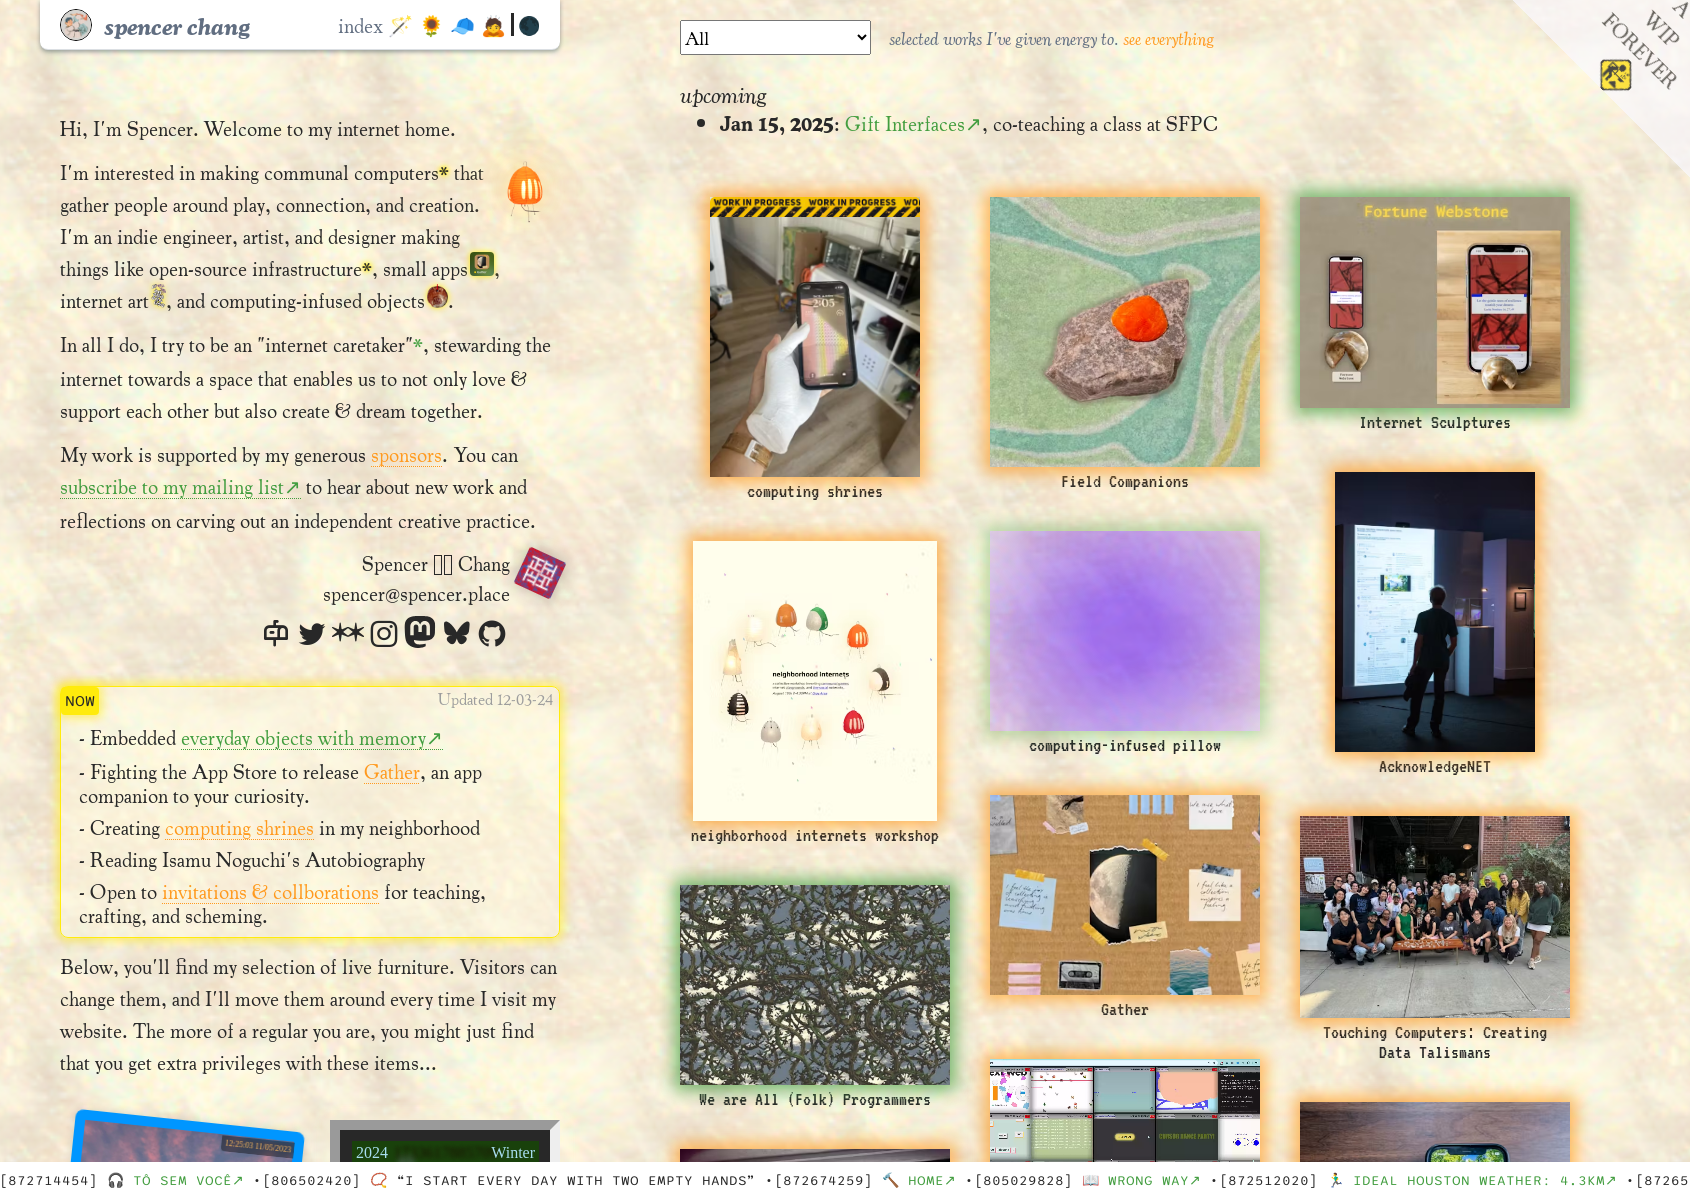 spencer chang
index
Hi, I'm Spencer. Welcome to my internet home.
I'm interested in making communal computers* that
gather people around play, connection, and creation.
I'm an indie engineer, artist, and designer making
things like open-source infrastructure*, small apps,
internet art, and computing-infused objects.
In all I do, I try to be an "internet caretaker"*, stewarding the
internet towards a space that enables us to not only love &
support each other but also create & dream together.
My work is supported by my generous sponsors. You can
subscribe to my mailing list↗ to hear about new work and
reflections on carving out an independent creative practice.
Spencer Chang
spencer@spencer.place
NOW
Updated 12-03-24
- Embedded everyday objects with memory↗
- Fighting the App Store to release Gather, an app
companion to your curiosity.
- Creating computing shrines in my neighborhood
- Reading Isamu Noguchi's Autobiography
- Open to invitations & collborations for teaching,
crafting, and scheming.
Below, you'll find my selection of live furniture. Visitors can
change them, and I'll move them around every time I visit my
website. The more of a regular you are, you might just find
that you get extra privileges with these items...
12:25:03 11/05/2023
2024 Winter
All
selected works I've given energy to. see everything
A
WIP
FOREVER
upcoming
Jan 15, 2025: Gift Interfaces↗, co-teaching a class at SFPC
WORK IN PROGRESS WORK IN PROGRESS WOR
2:05
computing shrines
Field Companions
Fortune Webstone
Internet Sculptures
neighborhood internets
neighborhood internets workshop
computing-infused pillow
AcknowledgeNET
We are All (Folk) Programmers
Gather
Touching Computers: Creating
Data Talismans
[872714454] 🎧 TÔ SEM VOCÊ↗ •[806502420] 📿 “I START EVERY DAY WITH TWO EMPTY HANDS” •[872674259] 🔨 HOME↗ •[805029828] 📖 WRONG WAY↗ •[872512020] 🏃‍♂️ IDEAL HOUSTON WEATHER: 4.3KM↗ •[87265